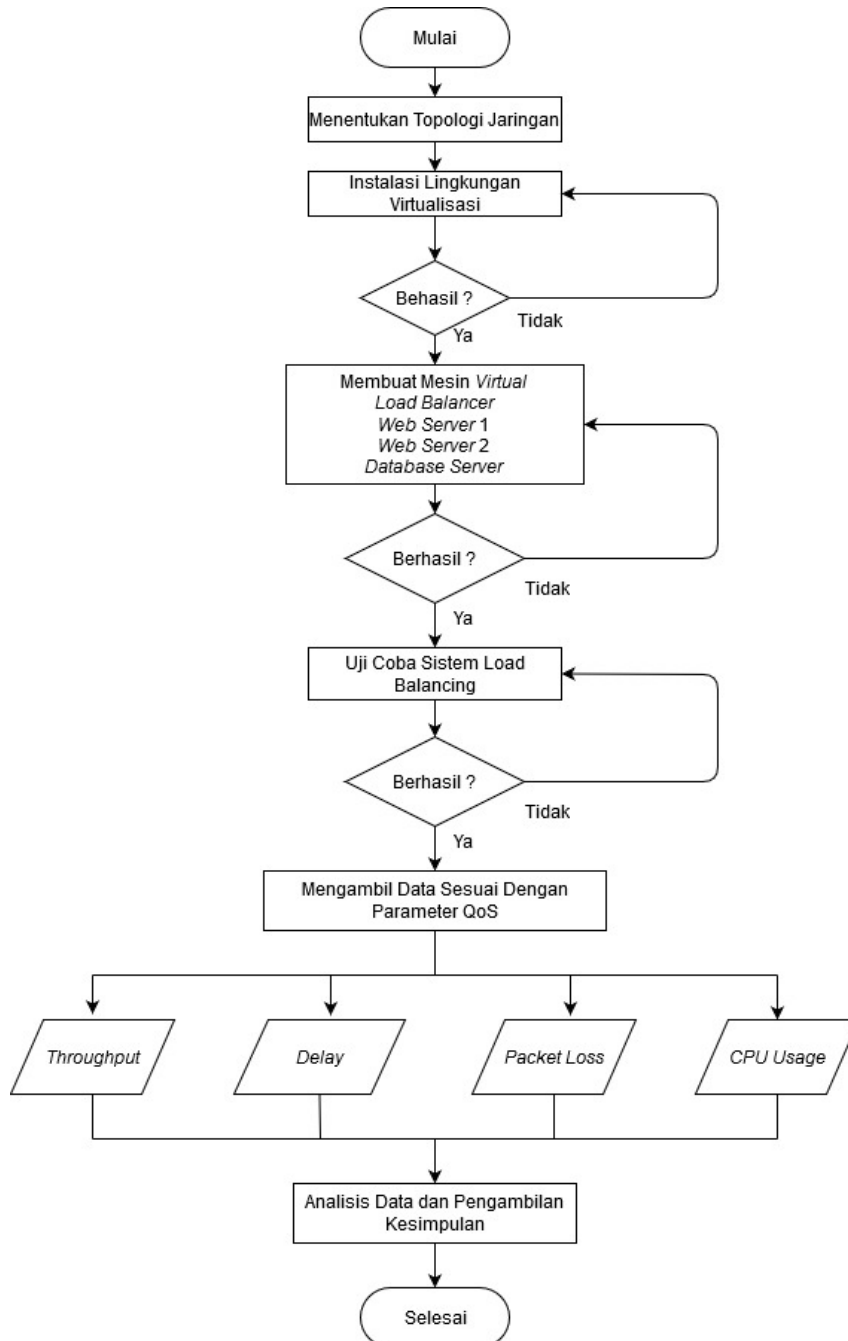 Mulai
Menentukan Topologi Jaringan
Instalasi Lingkungan
Virtualisasi
Behasil ?
Tidak
Ya
Membuat Mesin Virtual
Load Balancer
Web Server 1
Web Server 2
Database Server
Berhasil ?
Tidak
Ya
Uji Coba Sistem Load
Balancing
Berhasil ?
Tidak
Ya
Mengambil Data Sesuai Dengan
Parameter QoS
Throughput
Delay
Packet Loss
CPU Usage
Analisis Data dan Pengambilan
Kesimpulan
Selesai